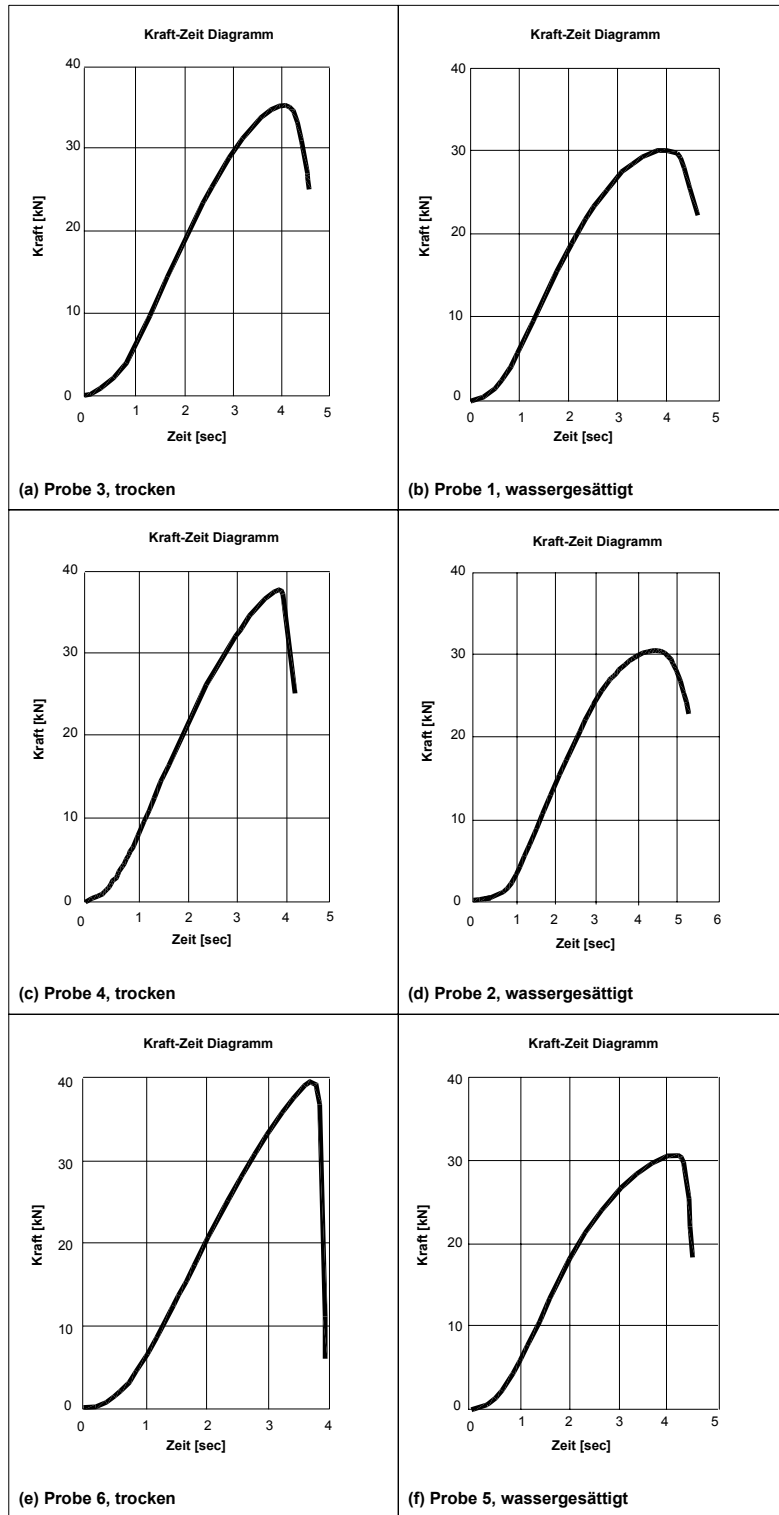 Kraft-Zeit Diagramm
40
30
20
10
0
Kraft [kN]
0 1 2 3 4 5
Zeit [sec]
(a) Probe 3, trocken
Kraft-Zeit Diagramm
40
30
20
10
0
Kraft [kN]
0 1 2 3 4 5
Zeit [sec]
(b) Probe 1, wassergesättigt
Kraft-Zeit Diagramm
40
30
20
10
0
Kraft [kN]
0 1 2 3 4 5
Zeit [sec]
(c) Probe 4, trocken
Kraft-Zeit Diagramm
40
30
20
10
0
Kraft [kN]
0 1 2 3 4 5 6
Zeit [sec]
(d) Probe 2, wassergesättigt
Kraft-Zeit Diagramm
40
30
20
10
0
Kraft [kN]
0 1 2 3 4
Zeit [sec]
(e) Probe 6, trocken
Kraft-Zeit Diagramm
40
30
20
10
0
Kraft [kN]
0 1 2 3 4 5
Zeit [sec]
(f) Probe 5, wassergesättigt